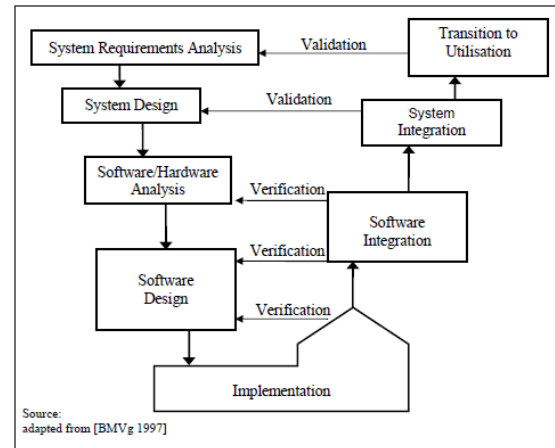 System Requirements Analysis
Validation
Transition to
Utilisation
System Design
Validation
System
Integration
Software/Hardware
Analysis
Verification
Software
Integration
Verification
Software
Design
Verification
Implementation
Source:
adapted from [BMVg 1997]